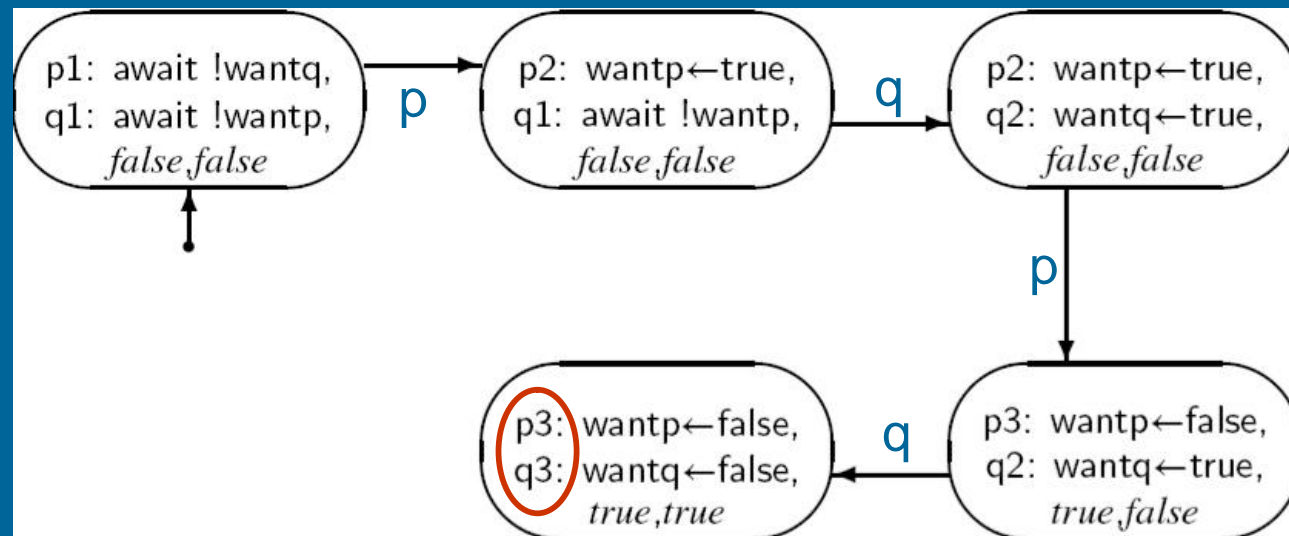 p1: await !wantq,
q1: await !wantp,
false,false
p
p2: wantp←true,
q1: await !wantp,
false,false
q
p2: wantp←true,
q2: wantq←true,
false,false
p
p3: wantp←false,
q2: wantq←true,
true,false
q
p3: wantp←false,
q3: wantq←false,
true,true